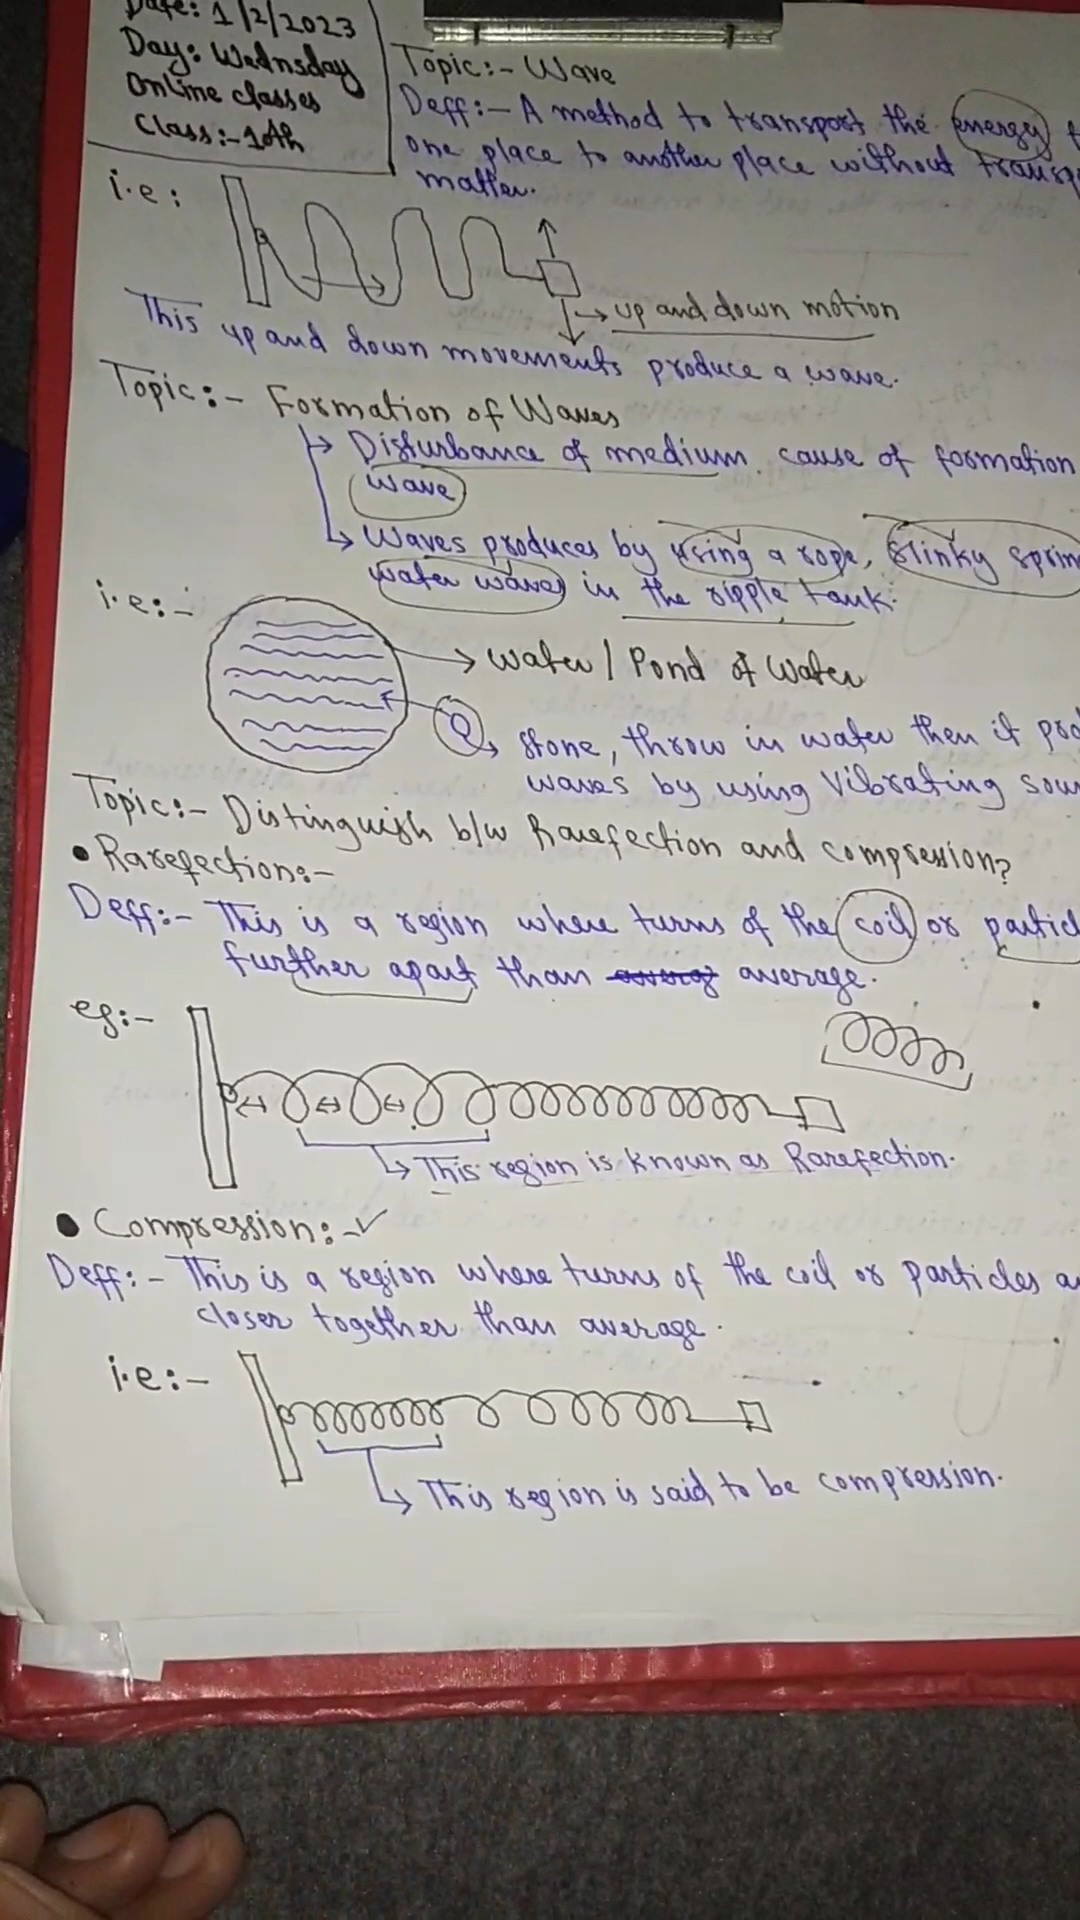 Date: 1/2/2023
Day: Wednsday
Online classes
Class:- 10th
Topic:- Wave
Deff:- A method to transport the energy
one place to another place without
matter.
i.e:
up and down motion
This up and down movements produce a wave.
Topic:- Formation of Waves
Disturbance of medium cause of formation
wave
Waves produces by using a rope, slinky
water waves in the ripple tank.
i.e:-
Water / Pond of Water
Stone, throw in water then it
waves by using Vibrating
Topic:- Distinguish b/w Rarefection and compression?
• Rarefection:-
Deff:- This is a region where turns of the coil or
further apart than average.
eg:-
This region is known as Rarefection.
• Compression:-
Deff:- This is a region where turns of the coil or particles
closer together than average.
i.e:-
This region is said to be compression.